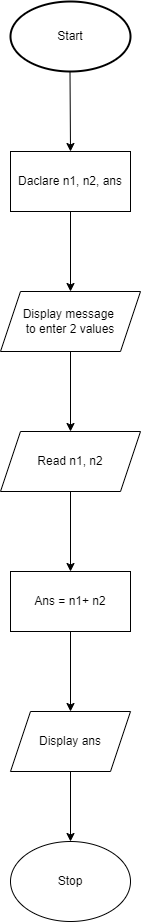 Start
Daclare n1, n2, ans
Display message
to enter 2 values
Read n1, n2
Ans = n1+ n2
Display ans
Stop